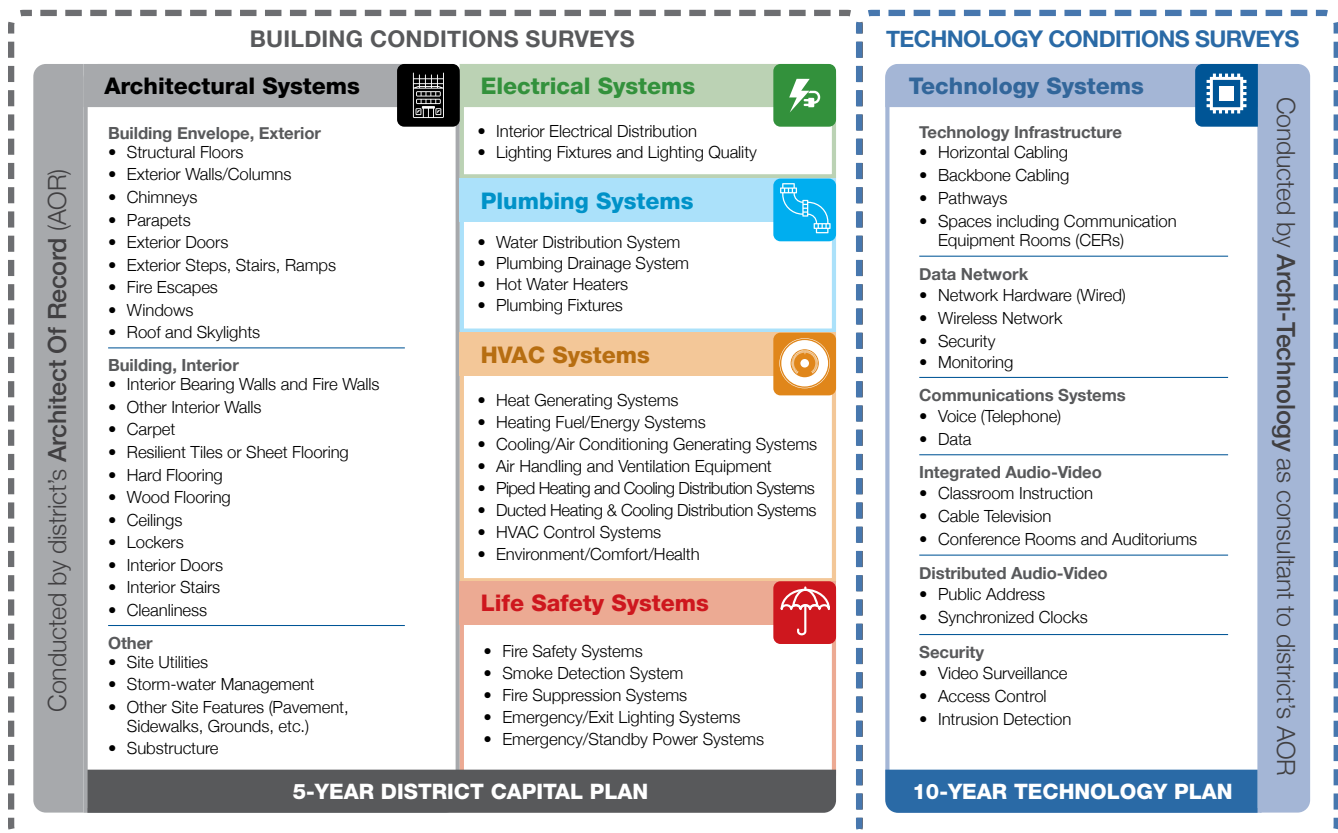 BUILDING CONDITIONS SURVEYS
Conducted by district's Architect Of Record (AOR)
Architectural Systems
Building Envelope, Exterior
• Structural Floors
• Exterior Walls/Columns
• Chimneys
• Parapets
• Exterior Doors
• Exterior Steps, Stairs, Ramps
• Fire Escapes
• Windows
• Roof and Skylights
Building, Interior
• Interior Bearing Walls and Fire Walls
• Other Interior Walls
• Carpet
• Resilient Tiles or Sheet Flooring
• Hard Flooring
• Wood Flooring
• Ceilings
• Lockers
• Interior Doors
• Interior Stairs
• Cleanliness
Other
• Site Utilities
• Storm-water Management
• Other Site Features (Pavement,
Sidewalks, Grounds, etc.)
• Substructure
Electrical Systems
• Interior Electrical Distribution
• Lighting Fixtures and Lighting Quality
Plumbing Systems
• Water Distribution System
• Plumbing Drainage System
• Hot Water Heaters
• Plumbing Fixtures
HVAC Systems
• Heat Generating Systems
• Heating Fuel/Energy Systems
• Cooling/Air Conditioning Generating Systems
• Air Handling and Ventilation Equipment
• Piped Heating and Cooling Distribution Systems
• Ducted Heating & Cooling Distribution Systems
• HVAC Control Systems
• Environment/Comfort/Health
Life Safety Systems
• Fire Safety Systems
• Smoke Detection System
• Fire Suppression Systems
• Emergency/Exit Lighting Systems
• Emergency/Standby Power Systems
5-YEAR DISTRICT CAPITAL PLAN
TECHNOLOGY CONDITIONS SURVEYS
Technology Systems
Technology Infrastructure
• Horizontal Cabling
• Backbone Cabling
• Pathways
• Spaces including Communication
Equipment Rooms (CERs)
Data Network
• Network Hardware (Wired)
• Wireless Network
• Security
• Monitoring
Communications Systems
• Voice (Telephone)
• Data
Integrated Audio-Video
• Classroom Instruction
• Cable Television
• Conference Rooms and Auditoriums
Distributed Audio-Video
• Public Address
• Synchronized Clocks
Security
• Video Surveillance
• Access Control
• Intrusion Detection
10-YEAR TECHNOLOGY PLAN
Conducted by Archi-Technology as consultant to district's AOR